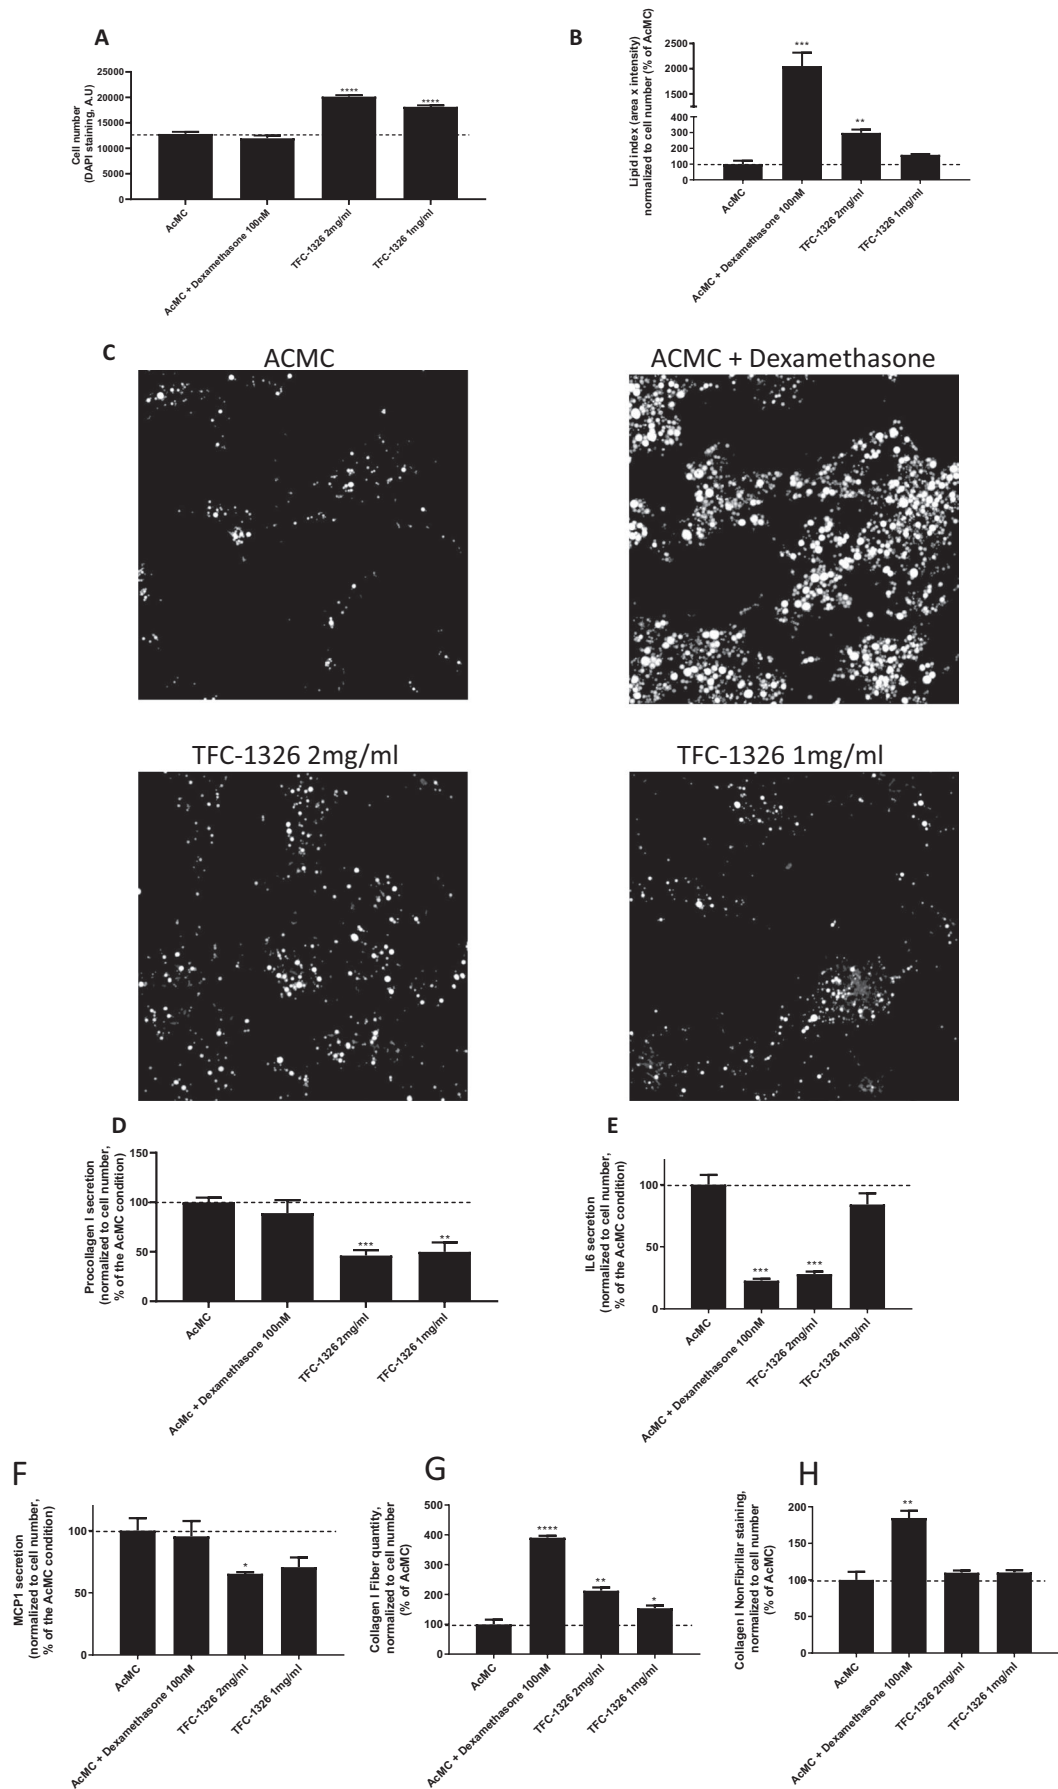 A
Cell number
(DAPI staining, A.U)
25000
20000
15000
10000
5000
0
****
****
AcMC
AcMC + Dexamethasone 100nM
TFC-1326 2mg/ml
TFC-1326 1mg/ml
B
Lipid index (area x intensity)
normalized to cell number (% of AcMC)
2500
2000
1500
400
300
200
100
0
***
**
AcMC
AcMC + Dexamethasone 100nM
TFC-1326 2mg/ml
TFC-1326 1mg/ml
C
ACMC
ACMC + Dexamethasone
TFC-1326 2mg/ml
TFC-1326 1mg/ml
D
Procollagen I secretion
(normalized to cell number,
% of the AcMC condition)
150
100
50
0
***
**
AcMC
AcMc + Dexamethasone 100nM
TFC-1326 2mg/ml
TFC-1326 1mg/ml
E
IL6 secretion
(normalized to cell number,
% of the AcMC condition)
100
50
0
***
***
AcMC
AcMC + Dexamethasone 100nM
TFC-1326 2mg/ml
TFC-1326 1mg/ml
F
MCP1 secretion
(normalized to cell number,
% of the AcMC condition)
100
50
0
*
AcMC
AcMC + Dexamethasone 100nM
TFC-1326 2mg/ml
TFC-1326 1mg/ml
G
Collagen I Fiber quantity,
normalized to cell number
(% of AcMC)
500
400
300
200
100
0
****
**
*
AcMC
AcMC + Dexamethasone 100nM
TFC-1326 2mg/ml
TFC-1326 1mg/ml
H
Collagen I NonFibrillar staining,
normalized to cell number
(% of AcMC)
200
150
100
50
0
**
AcMC
AcMC + Dexamethasone 100nM
TFC-1326 2mg/ml
TFC-1326 1mg/ml